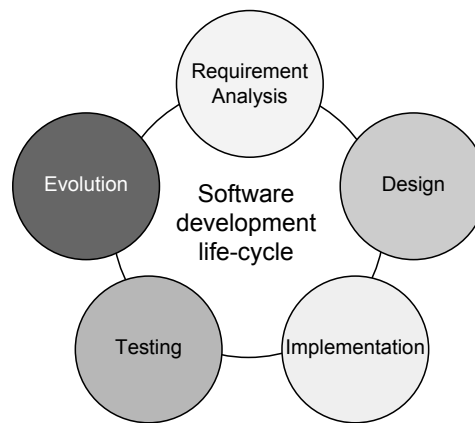 Requirement
Analysis
Evolution
Design
Software
development
life-cycle
Testing
Implementation